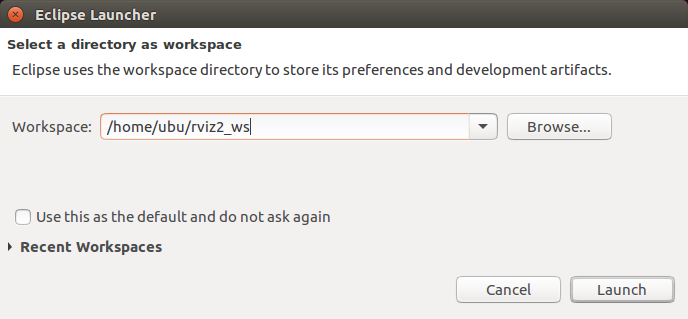 Eclipse Launcher
Select a directory as workspace
Eclipse uses the workspace directory to store its preferences and development artifacts.
Workspace: /home/ubu/rviz2_ws Browse...
Use this as the default and do not ask again
Recent Workspaces
Cancel Launch